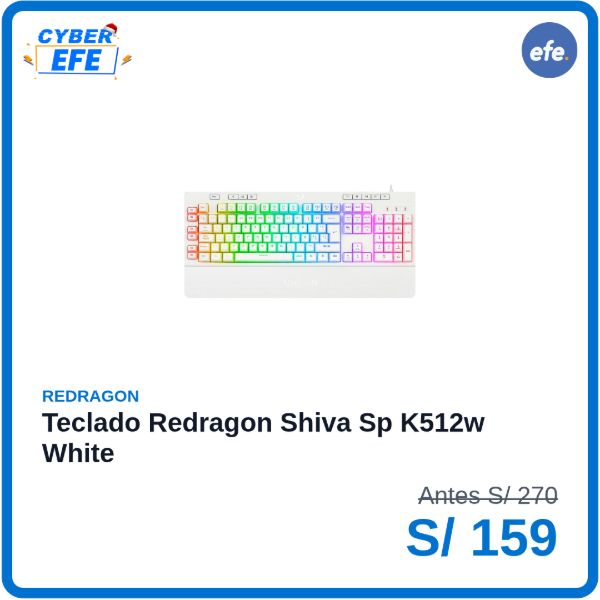 CYBER
EFE
efe.
REDRAGON
Teclado Redragon Shiva Sp K512w
White
Antes S/ 270
S/ 159